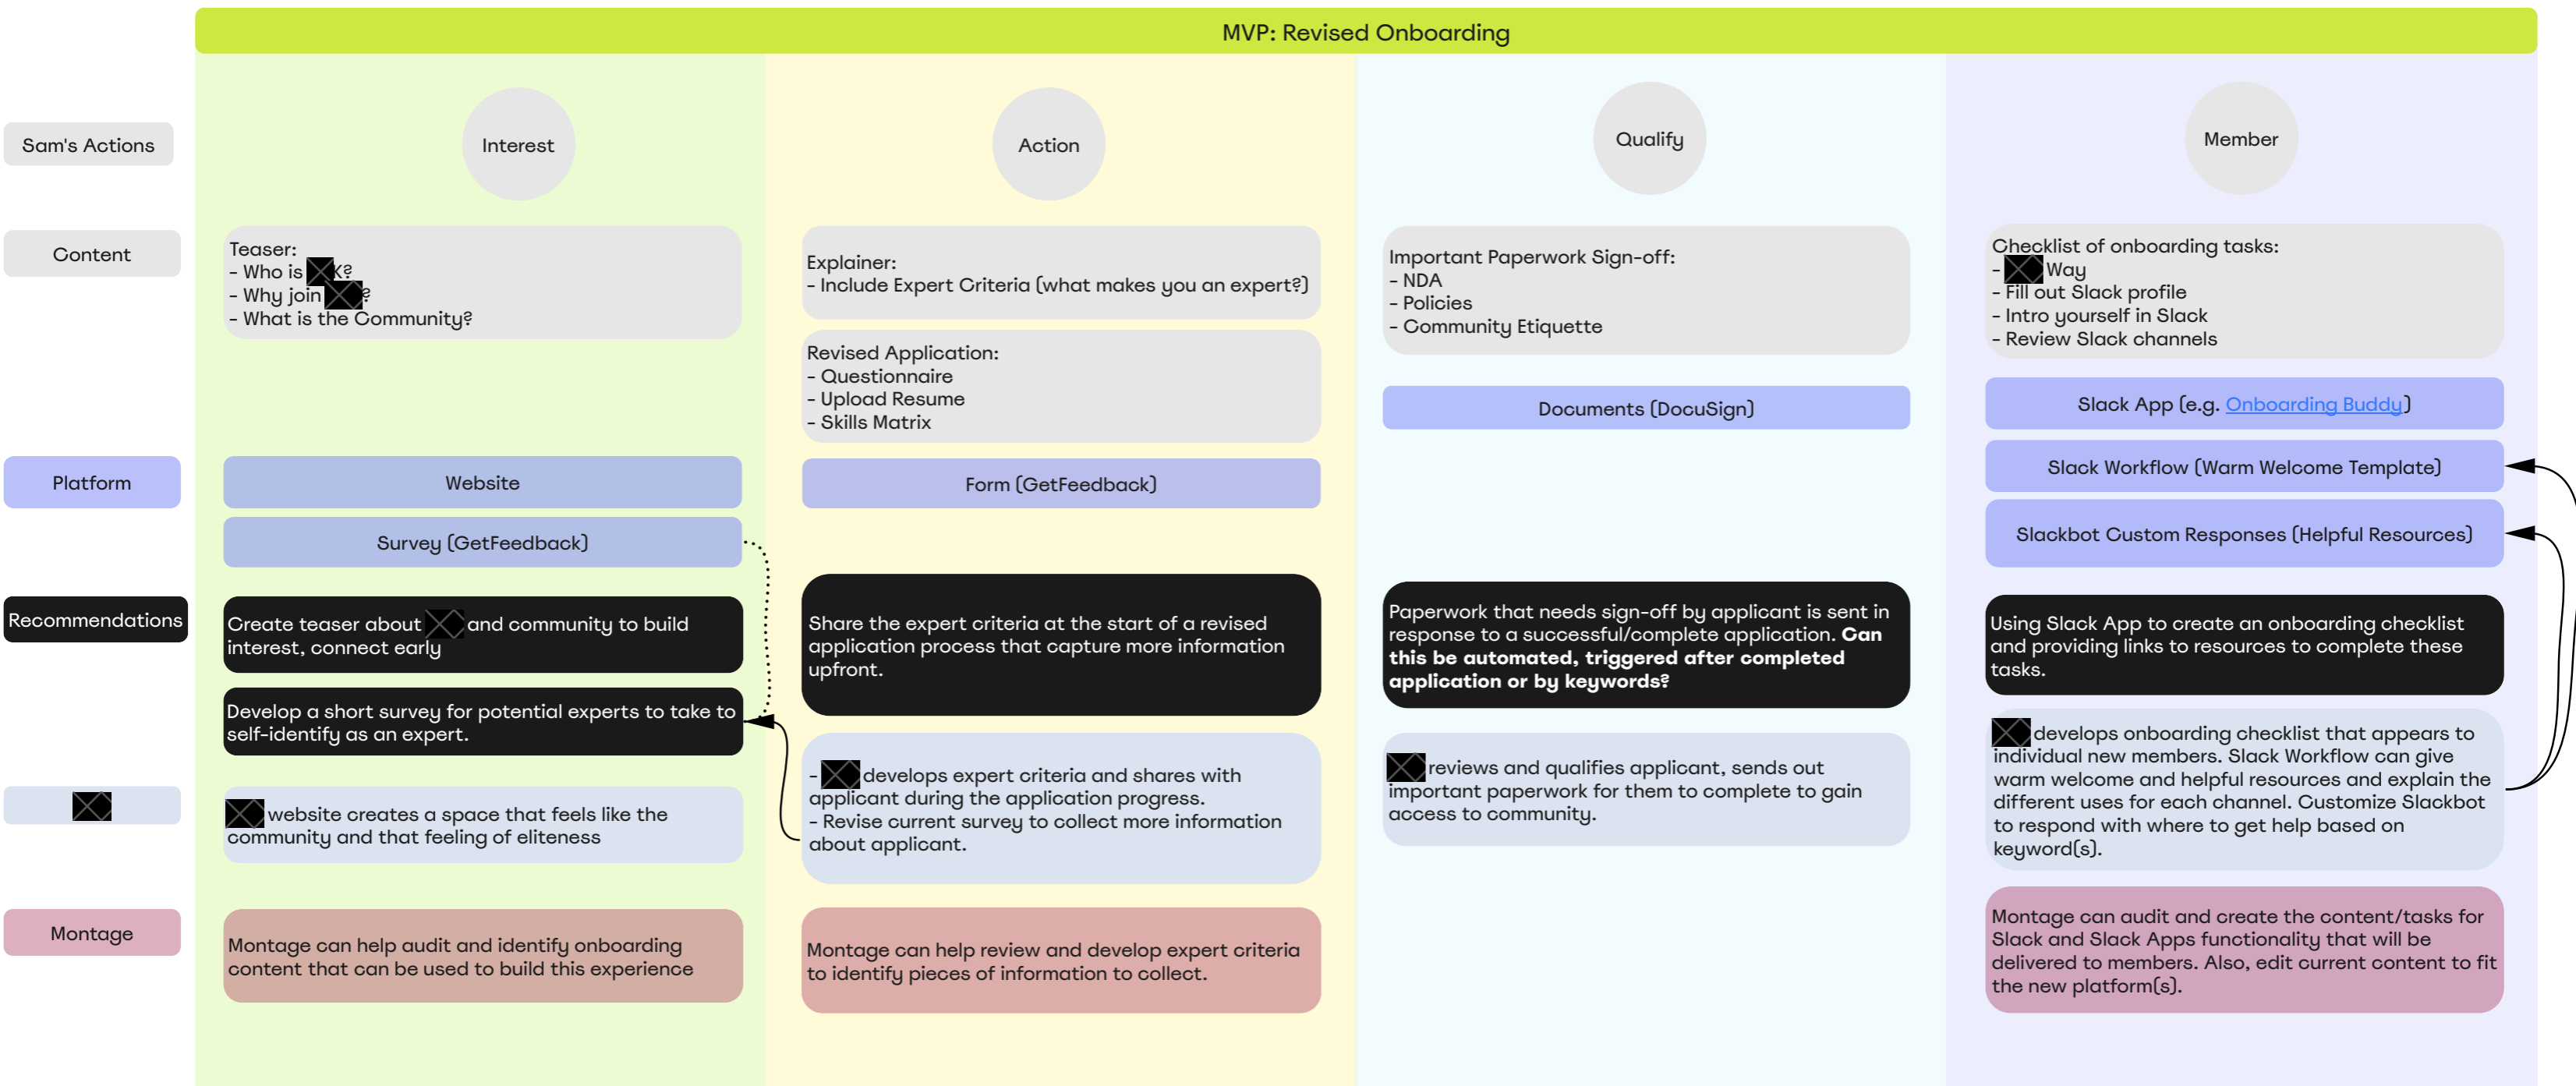 MVP: Revised Onboarding
Sam's Actions
Interest
Action
Qualify
Member
Content
Teaser:
- Who is X?
- Why join ?
- What is the Community?
Explainer:
- Include Expert Criteria (what makes you an expert?)
Revised Application:
- Questionnaire
- Upload Resume
- Skills Matrix
Important Paperwork Sign-off:
- NDA
- Policies
- Community Etiquette
Checklist of onboarding tasks:
- Way
- Fill out Slack profile
- Intro yourself in Slack
- Review Slack channels
Platform
Website
Survey (GetFeedback)
Form (GetFeedback)
Documents (DocuSign)
Slack App (e.g. Onboarding Buddy)
Slack Workflow (Warm Welcome Template)
Slackbot Custom Responses (Helpful Resources)
Recommendations
Create teaser about and community to build
interest, connect early
Develop a short survey for potential experts to take to
self-identify as an expert.
Share the expert criteria at the start of a revised
application process that capture more information
upfront.
Paperwork that needs sign-off by applicant is sent in
response to a successful/complete application. Can
this be automated, triggered after completed
application or by keywords?
Using Slack App to create an onboarding checklist
and providing links to resources to complete these
tasks.
website creates a space that feels like the
community and that feeling of eliteness
- develops expert criteria and shares with
applicant during the application progress.
- Revise current survey to collect more information
about applicant.
reviews and qualifies applicant, sends out
important paperwork for them to complete to gain
access to community.
develops onboarding checklist that appears to
individual new members. Slack Workflow can give
warm welcome and helpful resources and explain the
different uses for each channel. Customize Slackbot
to respond with where to get help based on
keyword(s).
Montage
Montage can help audit and identify onboarding
content that can be used to build this experience
Montage can help review and develop expert criteria
to identify pieces of information to collect.
Montage can audit and create the content/tasks for
Slack and Slack Apps functionality that will be
delivered to members. Also, edit current content to fit
the new platform(s).